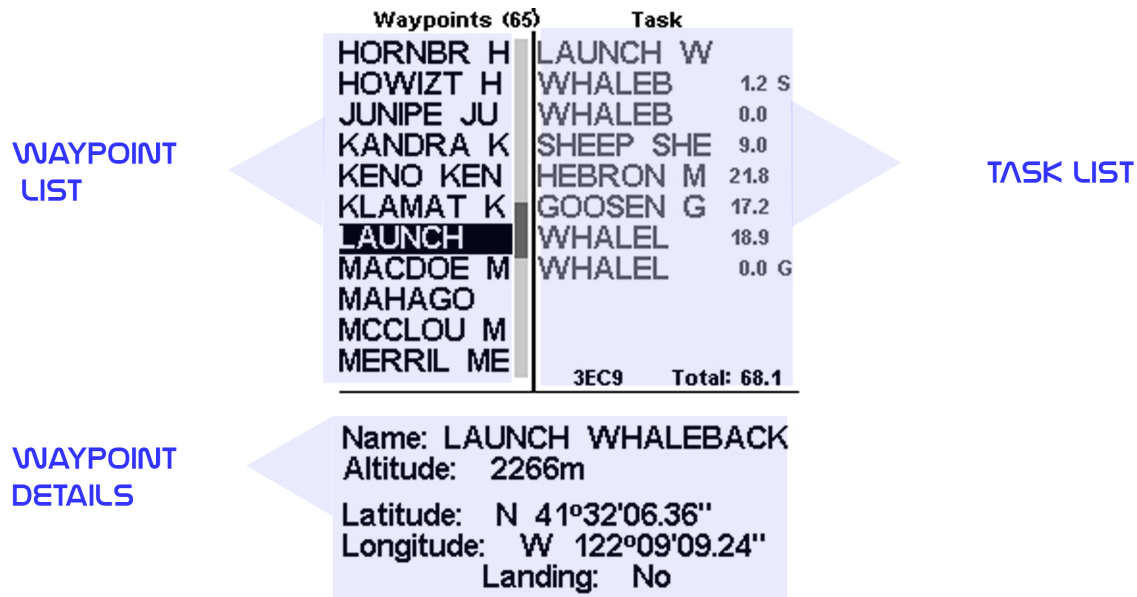 Waypoints (65) Task
HORNBR H LAUNCH W
HOWIZT H WHALEB 1.2 S
JUNIPE JU WHALEB 0.0
KANDRA K SHEEP SHE 9.0
WAYPOINT
LIST
KENO KEN HEBRON M 21.8
TASK LIST
KLAMAT K GOOSEN G 17.2
LAUNCH WHALEL 18.9
MACDOE M WHALEL 0.0 G
MAHAGO
MCCLOU M
MERRIL ME
3EC9 Total: 68.1
WAYPOINT
DETAILS
Name: LAUNCH WHALEBACK
Altitude: 2266m
Latitude: N 41º32'06.36"
Longitude: W 122º09'09.24"
Landing: No